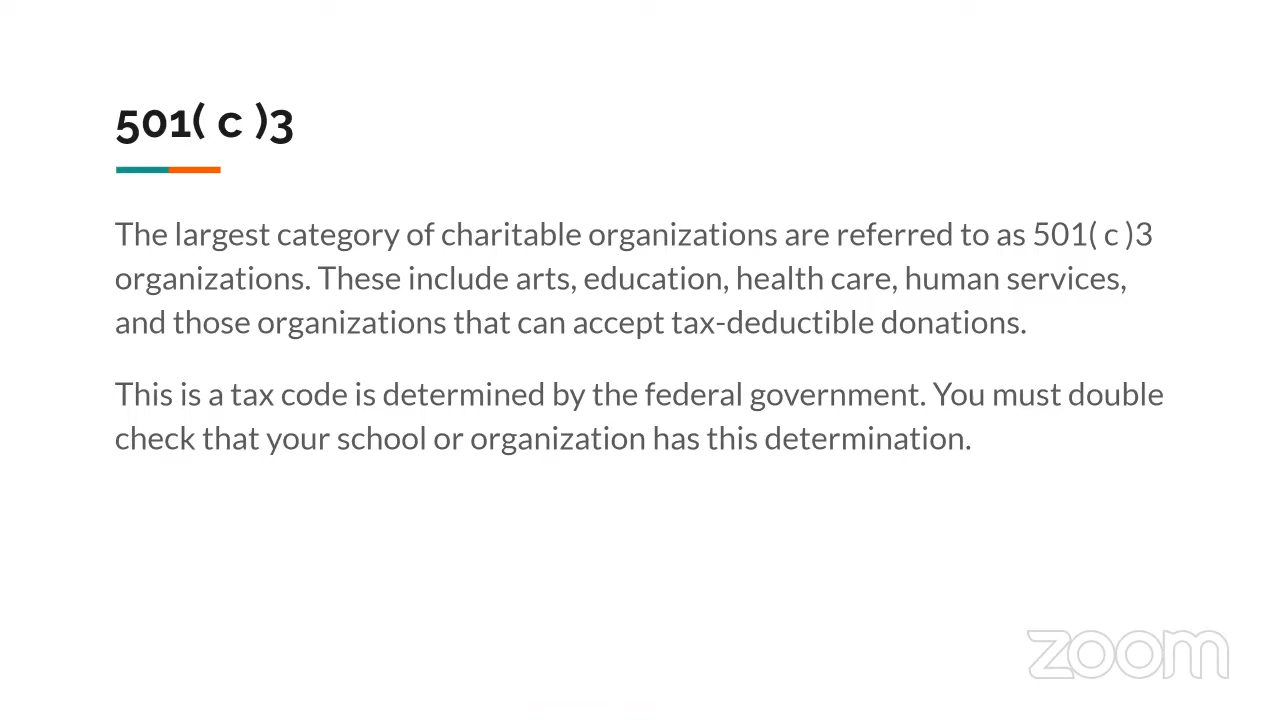 501( c )3
The largest category of charitable organizations are referred to as 501( c )3
organizations. These include arts, education, health care, human services,
and those organizations that can accept tax-deductible donations.
This is a tax code is determined by the federal government. You must double
check that your school or organization has this determination.
zoom